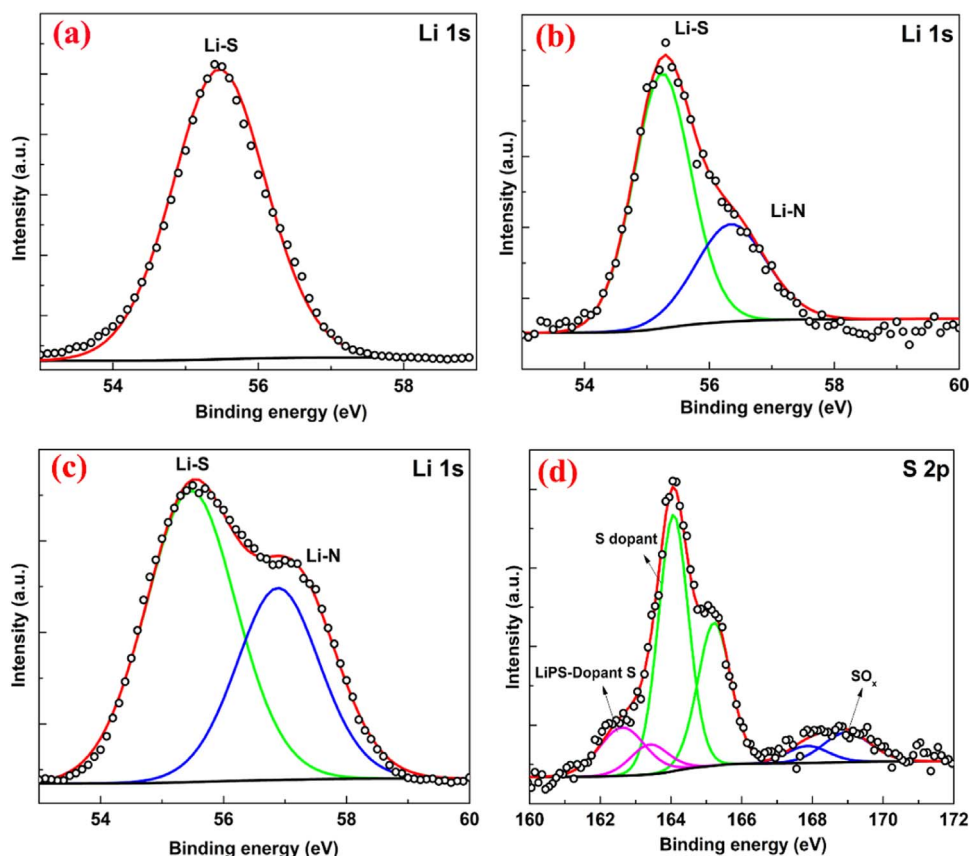 (a)
Li-S
Li 1s
Intensity (a.u.)
54 56 58
Binding energy (eV)
(b)
Li-S
Li 1s
Li-N
Intensity (a.u.)
54 56 58 60
Binding energy (eV)
(c)
Li-S
Li 1s
Li-N
Intensity (a.u.)
54 56 58 60
Binding energy (eV)
(d)
S 2p
S dopant
LiPS-Dopant S
SOₓ
Intensity (a.u.)
160 162 164 166 168 170 172
Binding energy (eV)